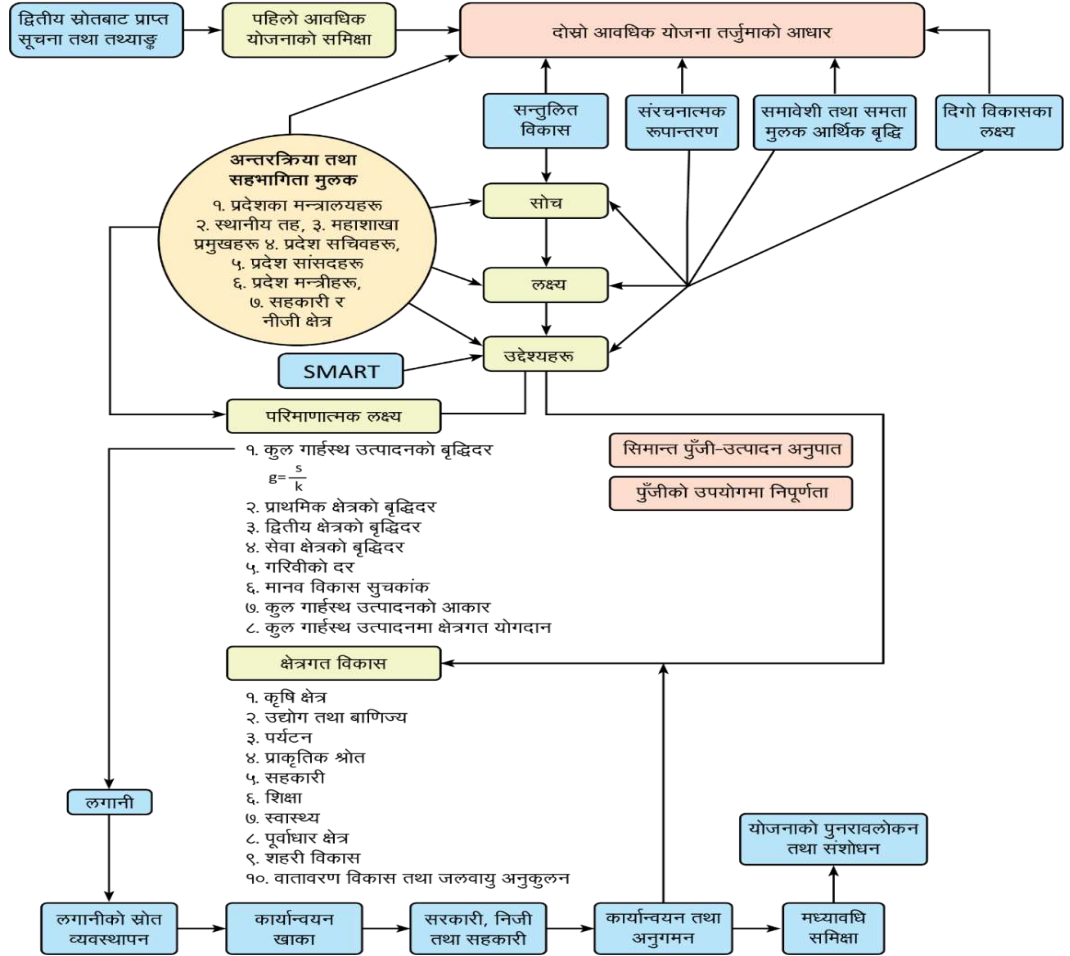 द्वितीय स्रोतबाट प्राप्त
सूचना तथा तथ्याङ्क
पहिलो आवधिक
योजनाको समिक्षा
दोस्रो आवधिक योजना तर्जुमाको आधार
सन्तुलित
विकास
संरचनात्मक
रूपान्तरण
समावेशी तथा समता
मुलक आर्थिक बृद्धि
दिगो विकासका
लक्ष्य
अन्तरक्रिया तथा
सहभागिता मुलक
१. प्रदेशका मन्त्रालयहरू
२. स्थानीय तह, ३. महाशाखा
प्रमुखहरू ४. प्रदेश सचिवहरू,
५. प्रदेश सांसदहरू
६. प्रदेश मन्त्रीहरू,
७. सहकारी र
नीजी क्षेत्र
सोच
लक्ष्य
उद्देश्यहरू
SMART
परिमाणात्मक लक्ष्य
१. कुल गार्हस्थ उत्पादनको बृद्धिदर
g= s
k
२. प्राथमिक क्षेत्रको बृद्धिदर
३. द्वितीय क्षेत्रको बृद्धिदर
४. सेवा क्षेत्रको बृद्धिदर
५. गरिवीको दर
६. मानव विकास सुचकांक
७. कुल गार्हस्थ उत्पादनको आकार
८. कुल गार्हस्थ उत्पादनमा क्षेत्रगत योगदान
सिमान्त पुँजी-उत्पादन अनुपात
पुँजीको उपयोगमा निपूर्णता
क्षेत्रगत विकास
१. कृषि क्षेत्र
२. उद्योग तथा बाणिज्य
३. पर्यटन
४. प्राकृतिक श्रोत
५. सहकारी
६. शिक्षा
७. स्वास्थ्य
८. पूर्वाधार क्षेत्र
९. शहरी विकास
१०. वातावरण विकास तथा जलवायु अनुकुलन
लगानी
लगानीको स्रोत
व्यवस्थापन
कार्यान्वयन
खाका
सरकारी, निजी
तथा सहकारी
कार्यान्वयन तथा
अनुगमन
मध्यावधि
समिक्षा
योजनाको पुनरावलोकन
तथा संशोधन